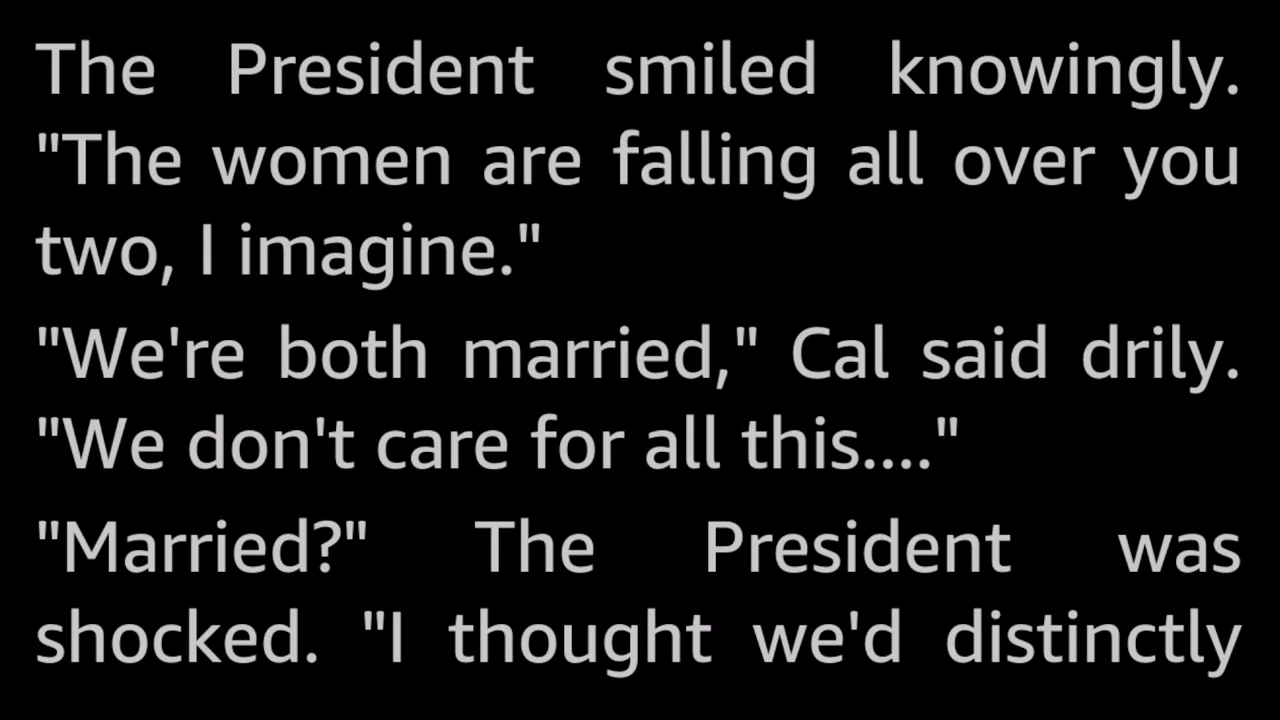 The President smiled knowingly.
"The women are falling all over you
two, I imagine."
"We're both married," Cal said drily.
"We don't care for all this...."
"Married?" The President was
shocked. "I thought we'd distinctly